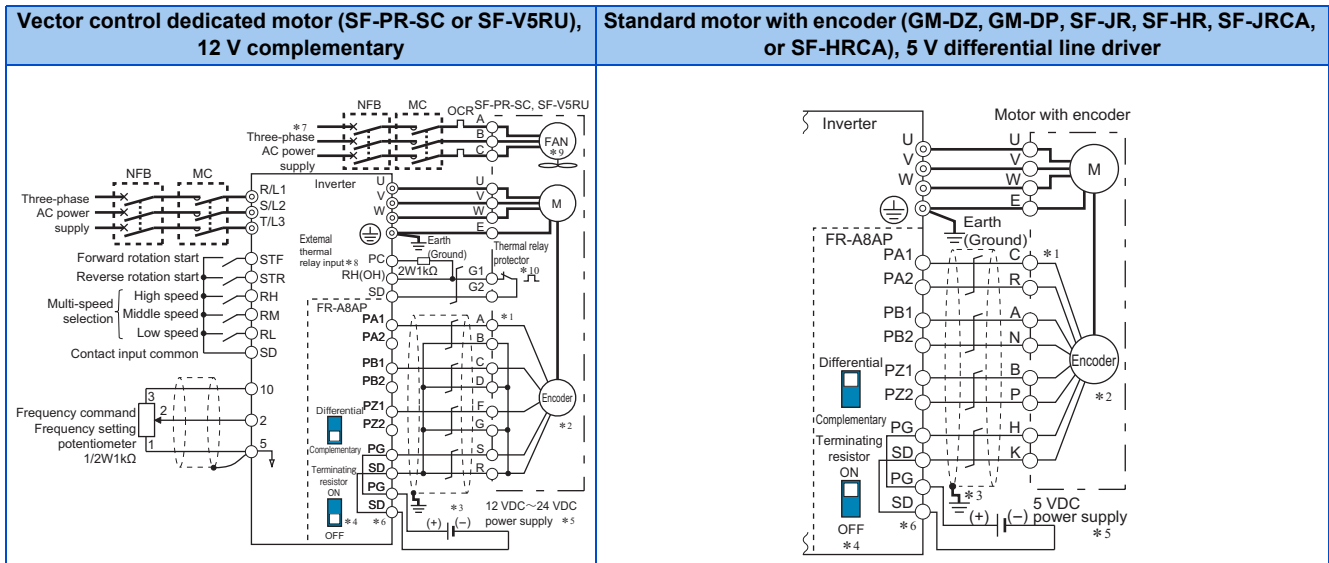 Vector control dedicated motor (SF-PR-SC or SF-V5RU),
12 V complementary
Standard motor with encoder (GM-DZ, GM-DP, SF-JR, SF-HR, SF-JRCA,
or SF-HRCA), 5 V differential line driver
NFB
MC
OCR
SF-PR-SC, SF-V5RU
*7
Three-phase
AC power
supply
A
B
C
FAN
*9
NFB
MC
Three-phase
AC power
supply
R/L1
S/L2
T/L3
Inverter
U
V
W
U
V
W
E
M
Earth
(Ground)
External
thermal
relay input *8
PC
RH(OH)
SD
2W1kΩ
G1
G2
Thermal relay
protector
*10
Forward rotation start
Reverse rotation start
Multi-speed
selection
High speed
Middle speed
Low speed
Contact input common
STF
STR
RH
RM
RL
SD
Frequency command
Frequency setting
potentiometer
1/2W1kΩ
3
2
1
10
2
5
FR-A8AP
PA1
PA2
PB1
PB2
PZ1
PZ2
PG
SD
PG
SD
A
B
C
D
F
G
S
R
*1
Encoder
*2
Differential
Complementary
Terminating
resistor
ON
OFF
*4
*6
*3
(+)
(−)
12 VDC～24 VDC
power supply *5
Inverter
Motor with encoder
U
V
W
U
V
W
E
M
Earth
(Ground)
FR-A8AP
PA1
PA2
PB1
PB2
PZ1
PZ2
PG
SD
PG
SD
C
R
A
N
B
P
H
K
*1
Encoder
*2
Differential
Complementary
Terminating
resistor
ON
OFF
*4
*6
*3
(+)
(−)
5 VDC
power supply
*5